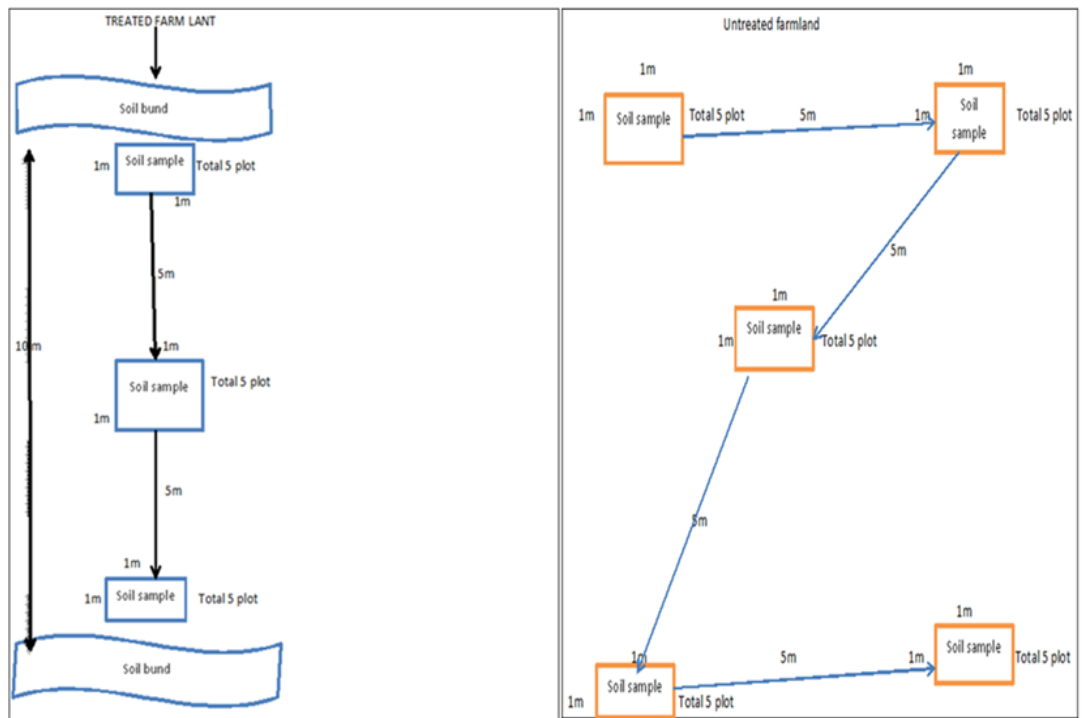 TREATED FARM LANT
Soil bund
1m
Soil sample
Total 5 plot
1m
5m
10 m
1m
Soil sample
Total 5 plot
1m
5m
1m
1m
Soil sample
Total 5 plot
Soil bund
Untreated farmland
1m
1m
Soil sample
Total 5 plot
5m
1m
1m
Soil
sample
Total 5 plot
5m
1m
1m
Soil sample
Total 5 plot
5m
1m
1m
Soil sample
Total 5 plot
5m
1m
1m
Soil sample
Total 5 plot